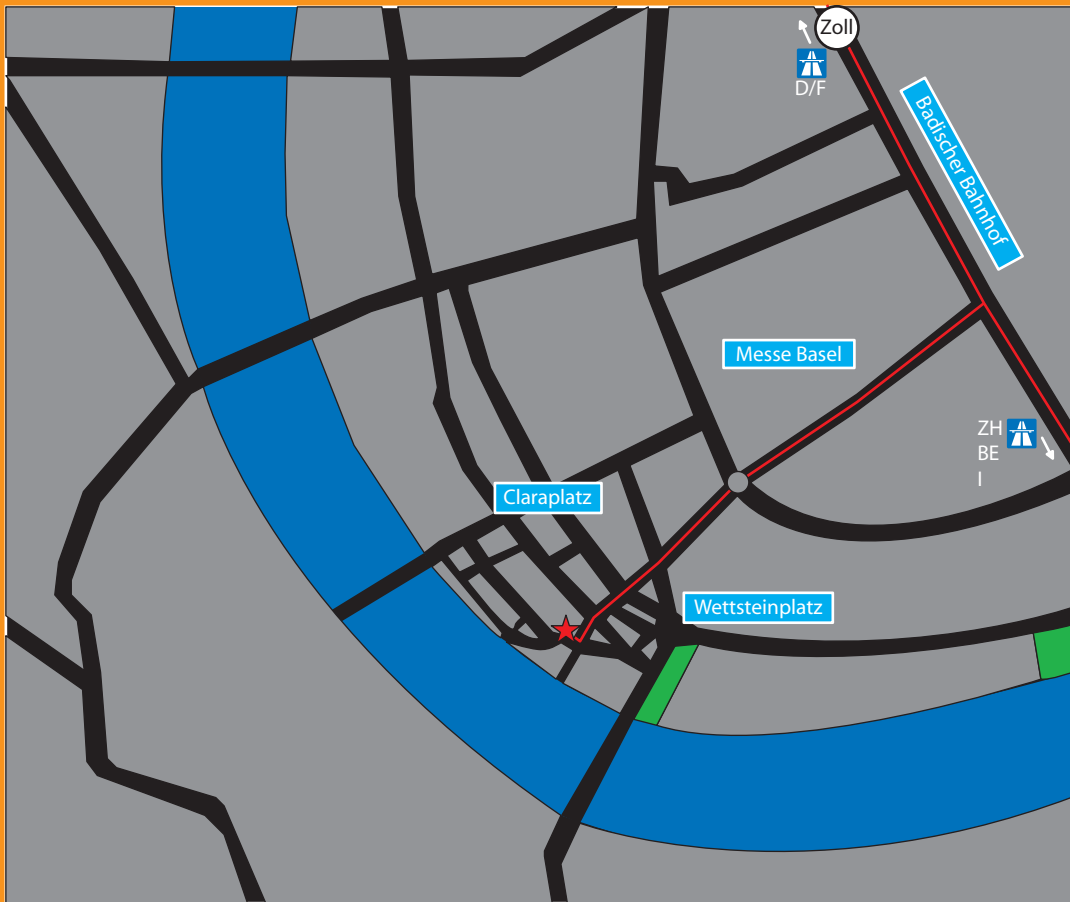 Zoll
D/F
Badischer Bahnhof
Messe Basel
ZH
BE
I
Claraplatz
Wettsteinplatz